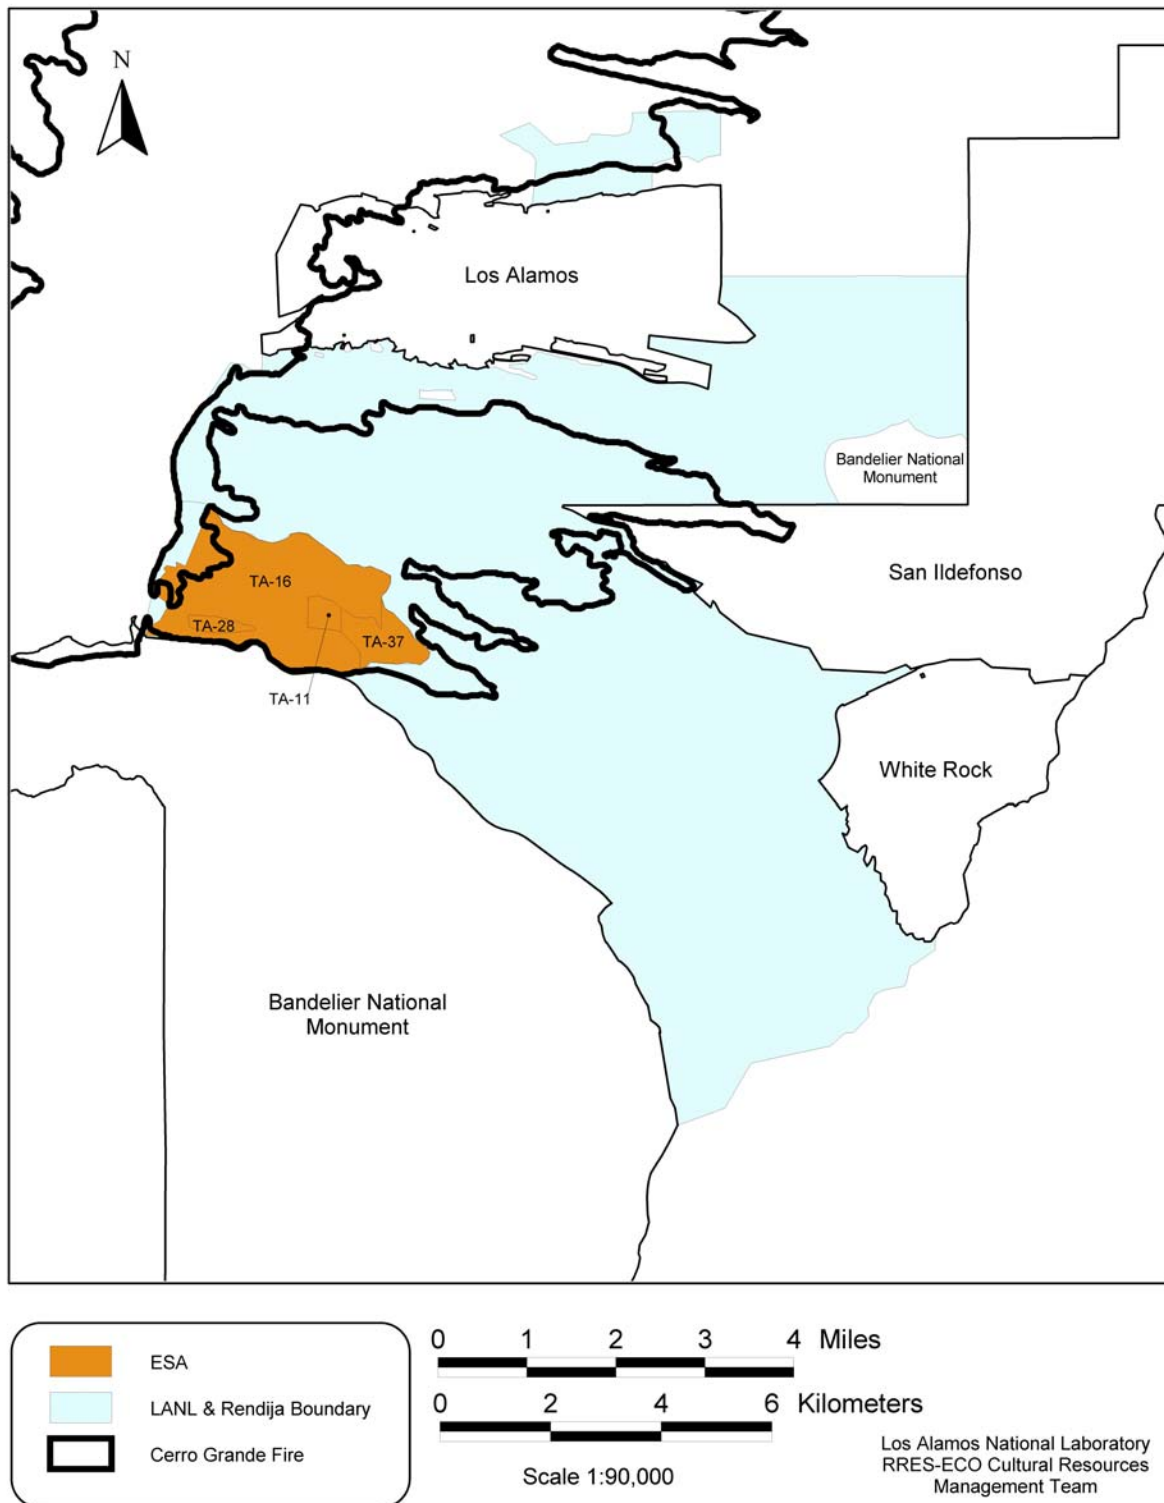 N
Los Alamos
Bandelier National
Monument
San Ildefonso
TA-16
TA-28
TA-37
TA-11
White Rock
Bandelier National
Monument
ESA
LANL & Rendija Boundary
Cerro Grande Fire
0 1 2 3 4 Miles
0 2 4 6 Kilometers
Scale 1:90,000
Los Alamos National Laboratory
RRES-ECO Cultural Resources
Management Team